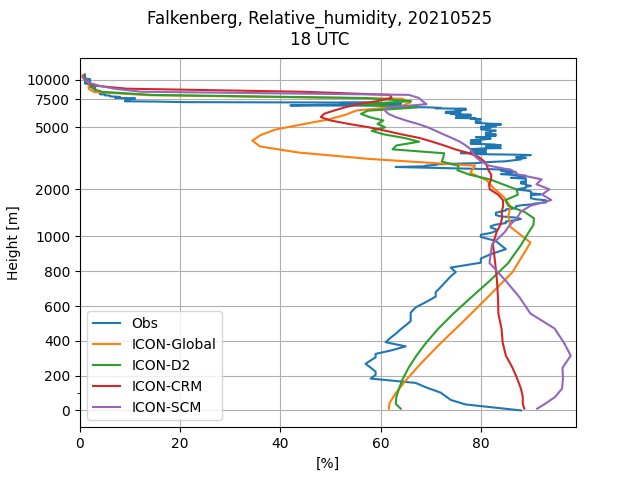 Falkenberg, Relative_humidity, 20210525
18 UTC
10000
7500
5000
2000
1000
800
600
400
200
0
Height [m]
Obs
ICON-Global
ICON-D2
ICON-CRM
ICON-SCM
0 20 40 60 80
[%]